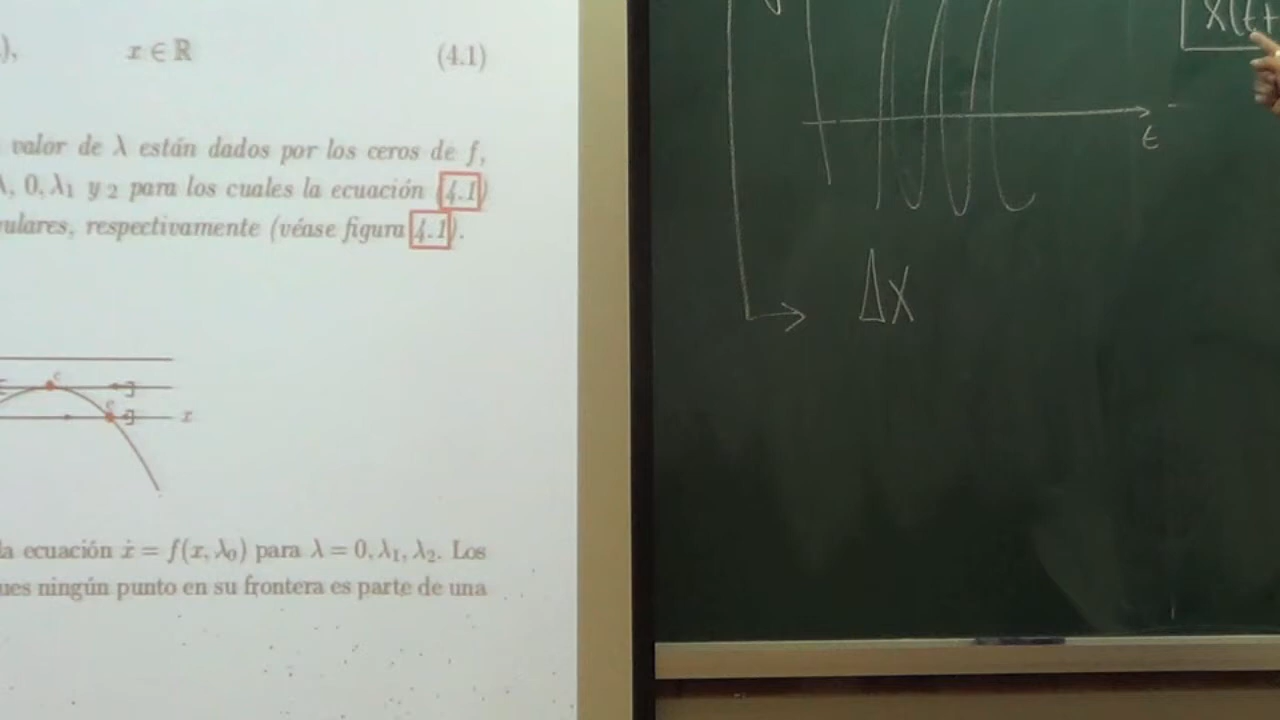 ), x ∈ ℝ (4.1)
valor de λ están dados por los ceros de f,
λ, 0, λ₁ y ₂ para los cuales la ecuación (4.1)
ulares, respectivamente (véase figura 4.1).
c
e
x
la ecuación ẋ = f(x, λ₀) para λ = 0, λ₁, λ₂. Los
ues ningún punto en su frontera es parte de una
X(t+
t
ΔX